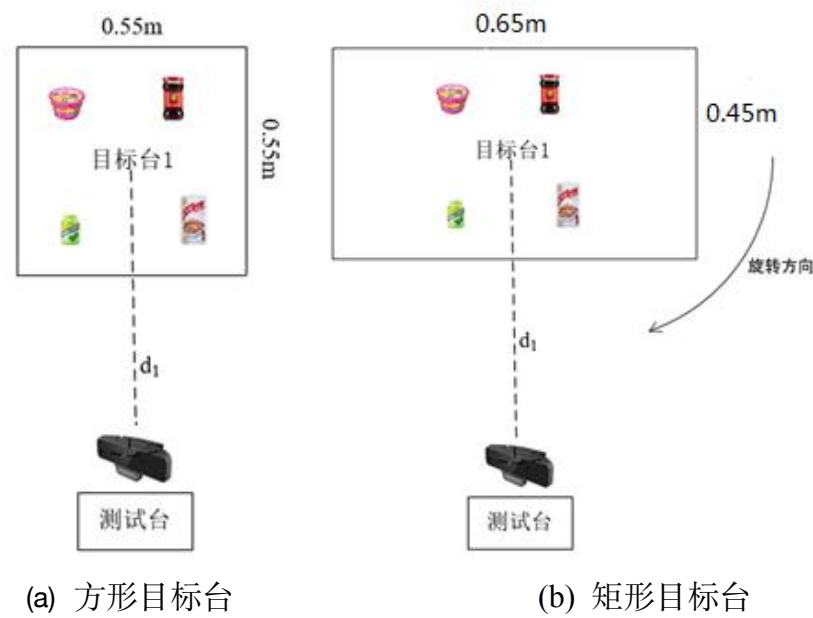 0.55m
0.55m
目标台1
d1
测试台
(a) 方形目标台
0.65m
0.45m
目标台1
旋转方向
d1
测试台
(b) 矩形目标台